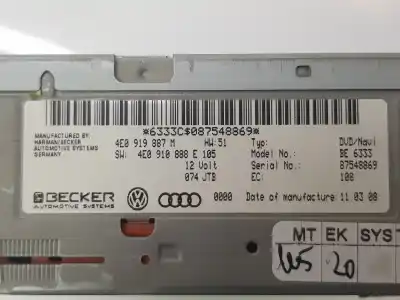 *6333C$087548869*
MANUFACTURED BY
HARMAN/BECKER
AUTOMOTIVE SYSTEMS
GERMANY
4E0 919 887 M HW:51
SW: 4E0 910 888 E 105
12 Volt
074 JTB
Typ: DVD/Navi
Model No.: BE 6333
Serial No.: 87548869
EC: 108
BECKER
AUTOMOTIVE SYSTEMS
0000 Date of manufacture: 11 03 08
MT EK SYS
20